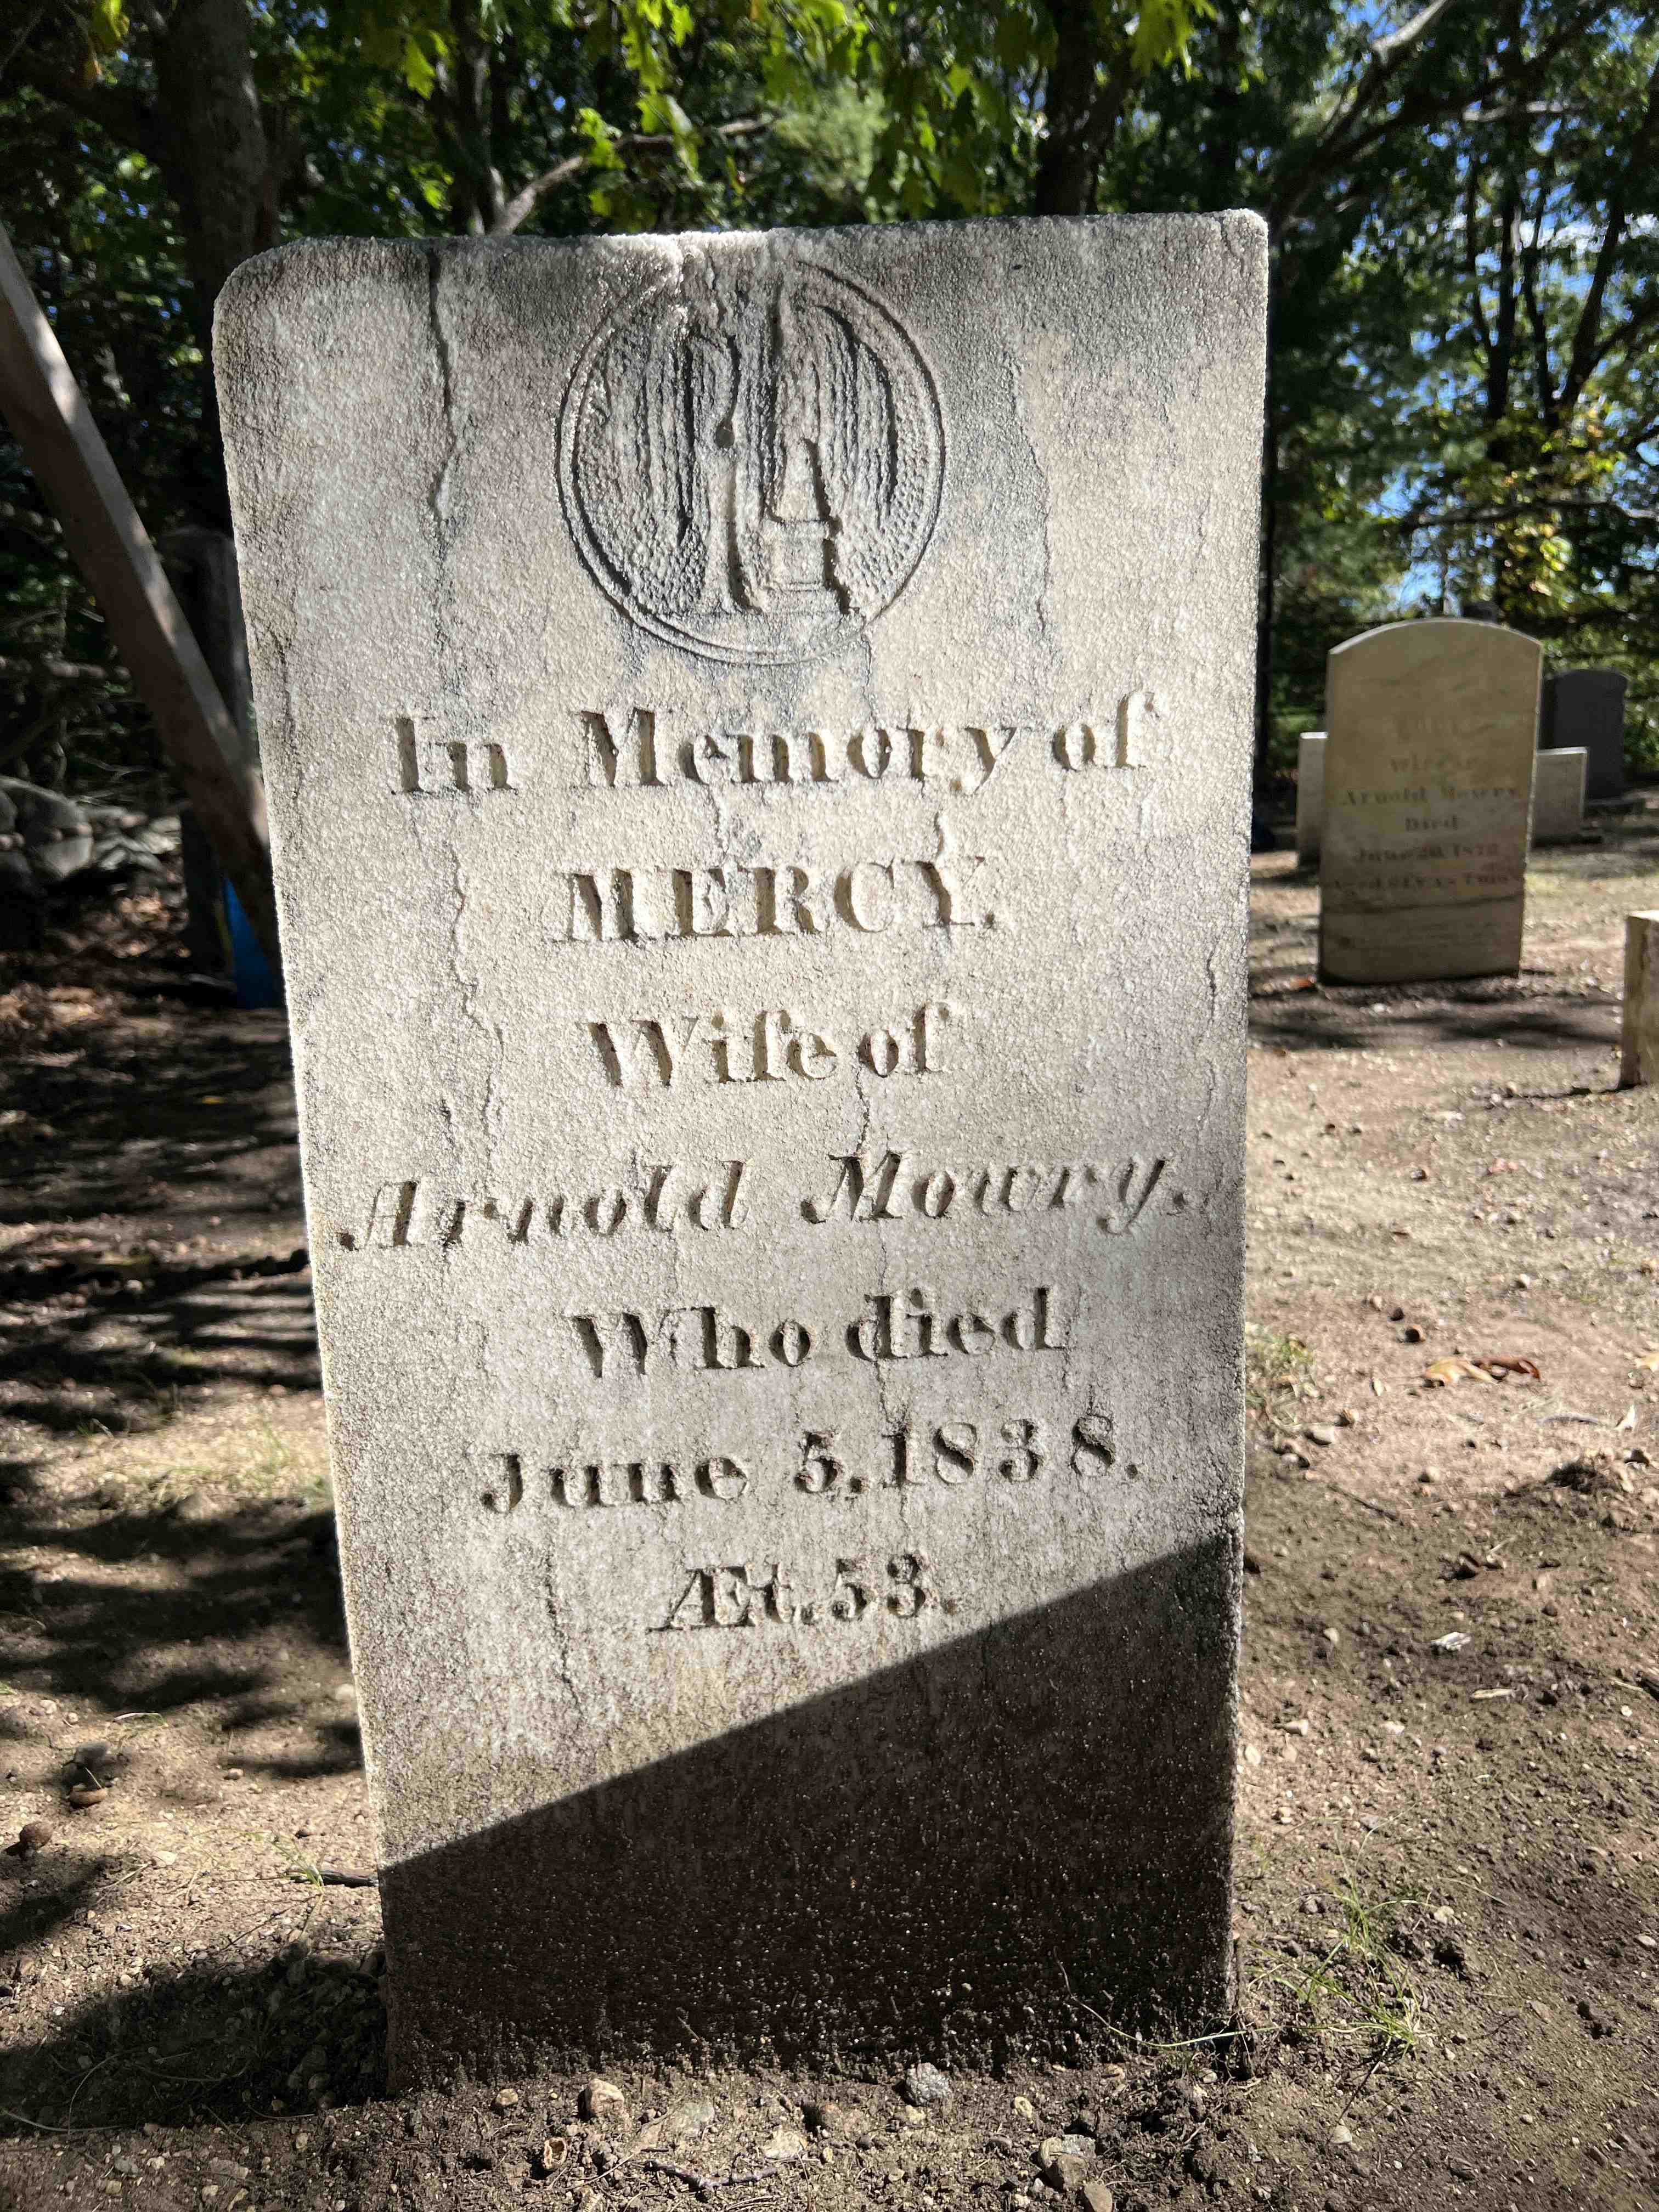 In Memory of
MERCY.
Wife of
Arnold Mowry.
Who died
June 5, 1838.
Æt. 53.
Wife of
Arnold Mowry
Died
June